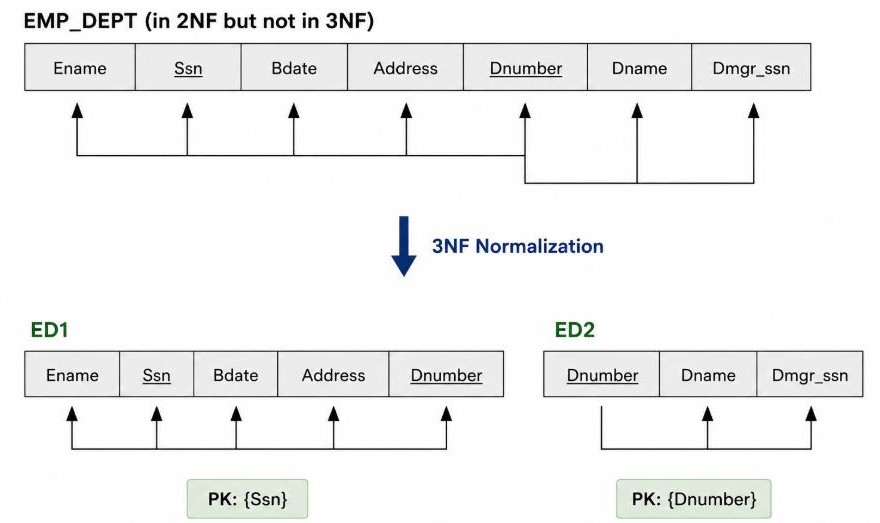 EMP_DEPT (in 2NF but not in 3NF)
Ename Ssn Bdate Address Dnumber Dname Dmgr_ssn
3NF Normalization
ED1
Ename Ssn Bdate Address Dnumber
PK: {Ssn}
ED2
Dnumber Dname Dmgr_ssn
PK: {Dnumber}